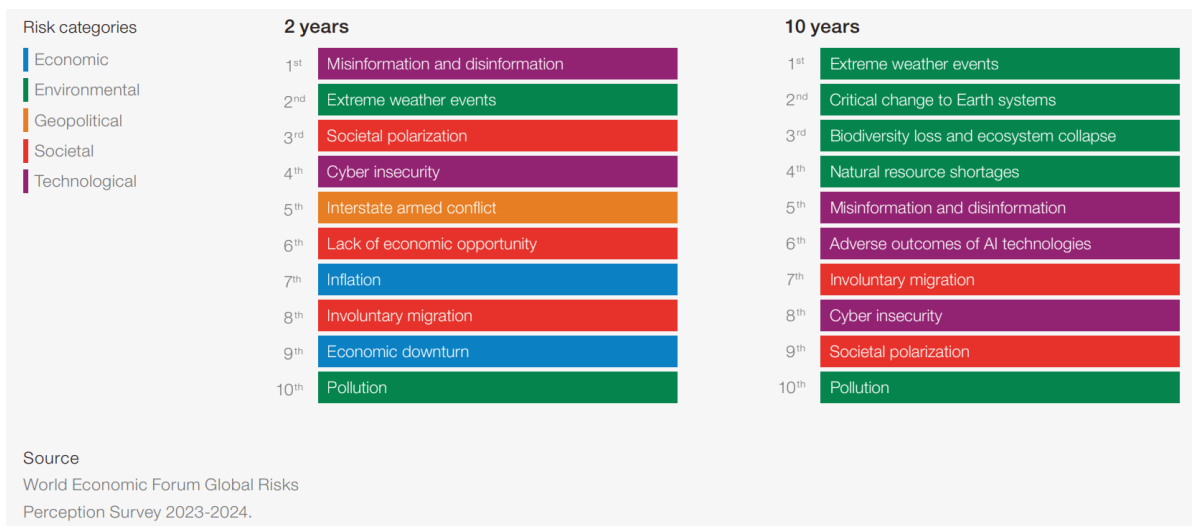 Risk categories
Economic
Environmental
Geopolitical
Societal
Technological
2 years
1st Misinformation and disinformation
2nd Extreme weather events
3rd Societal polarization
4th Cyber insecurity
5th Interstate armed conflict
6th Lack of economic opportunity
7th Inflation
8th Involuntary migration
9th Economic downturn
10th Pollution
10 years
1st Extreme weather events
2nd Critical change to Earth systems
3rd Biodiversity loss and ecosystem collapse
4th Natural resource shortages
5th Misinformation and disinformation
6th Adverse outcomes of AI technologies
7th Involuntary migration
8th Cyber insecurity
9th Societal polarization
10th Pollution
Source
World Economic Forum Global Risks
Perception Survey 2023-2024.